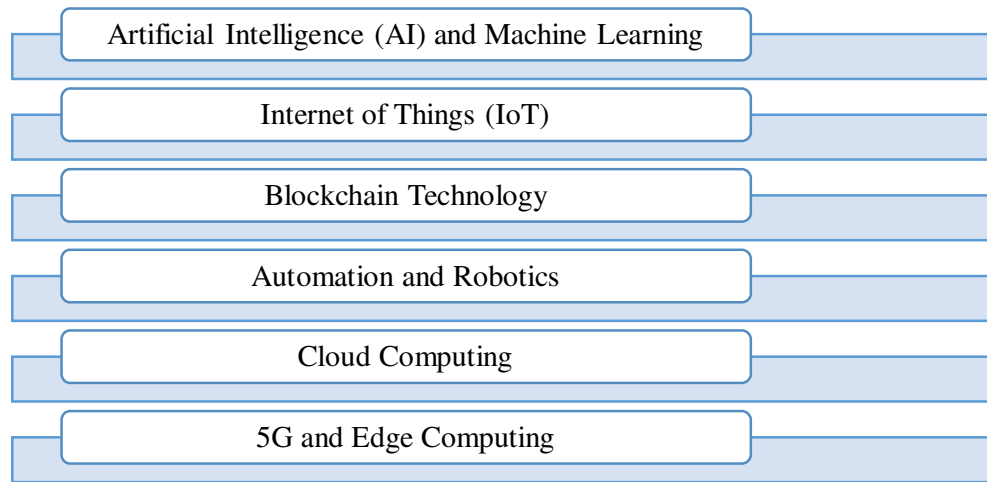 Artificial Intelligence (AI) and Machine Learning
Internet of Things (IoT)
Blockchain Technology
Automation and Robotics
Cloud Computing
5G and Edge Computing